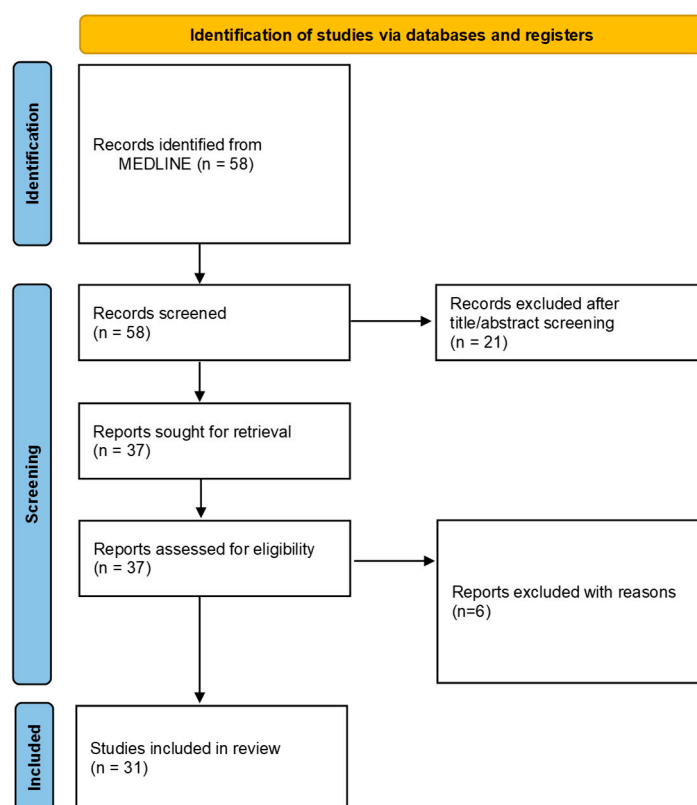 Identification of studies via databases and registers
Identification
Records identified from
MEDLINE (n = 58)
Screening
Records screened
(n = 58)
Records excluded after
title/abstract screening
(n = 21)
Reports sought for retrieval
(n = 37)
Reports assessed for eligibility
(n = 37)
Reports excluded with reasons
(n=6)
Included
Studies included in review
(n = 31)